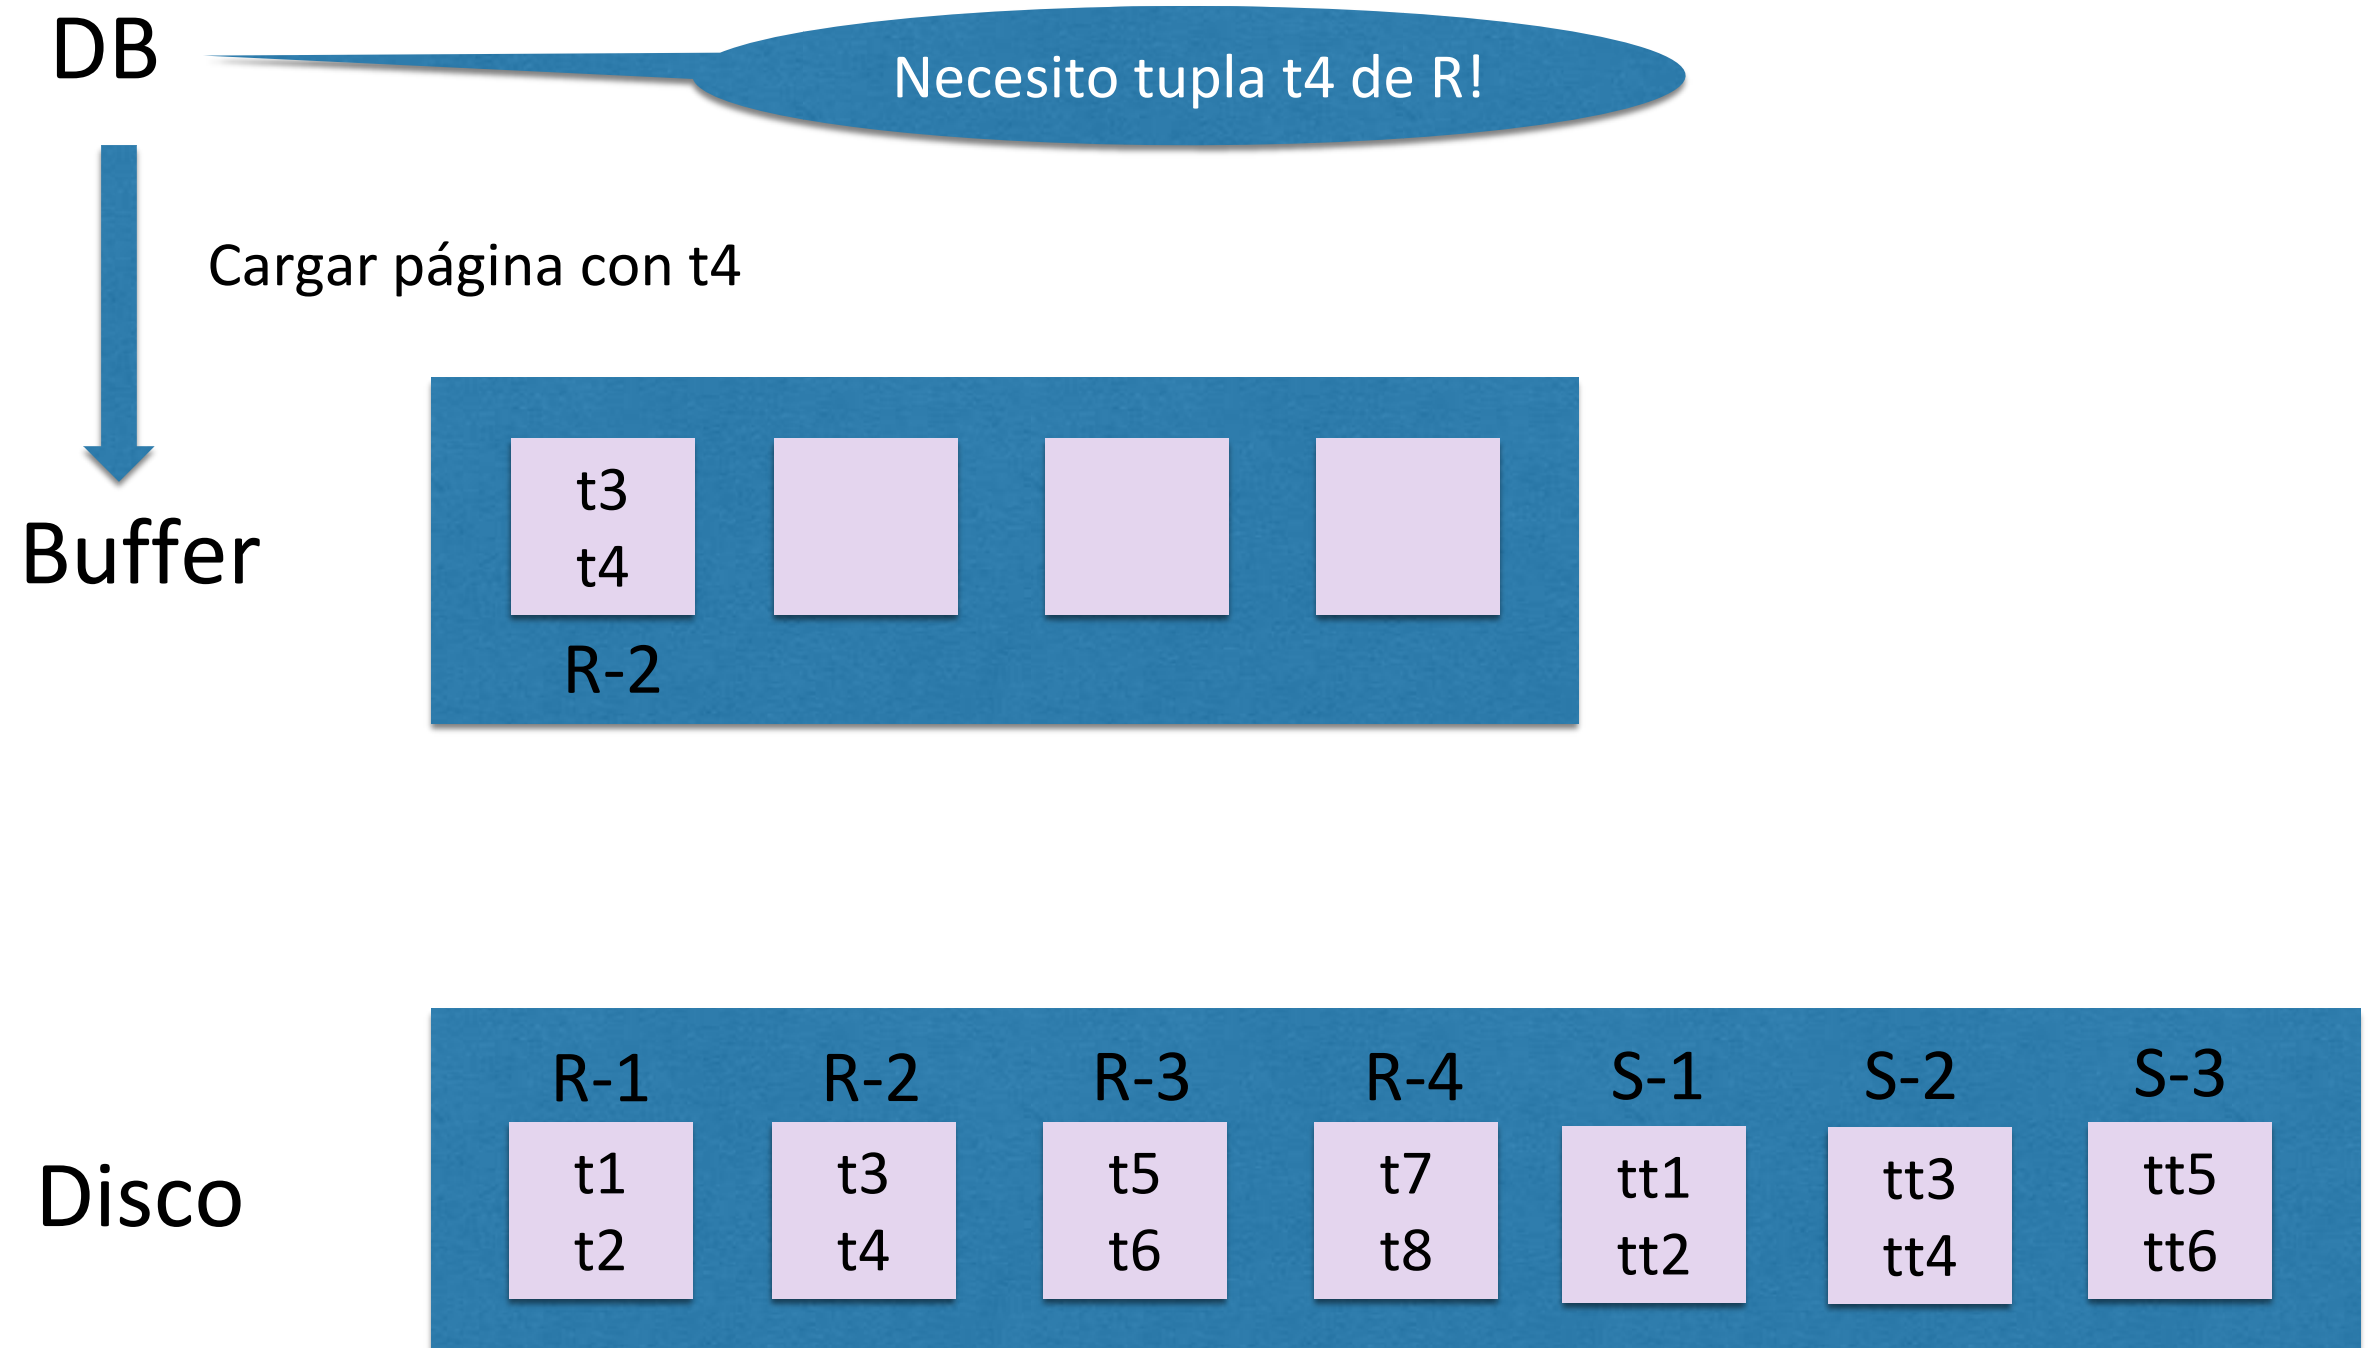 DB
Necesito tupla t4 de R!
Cargar página con t4
Buffer
t3
t4
R-2
Disco
R-1
t1
t2
R-2
t3
t4
R-3
t5
t6
R-4
t7
t8
S-1
tt1
tt2
S-2
tt3
tt4
S-3
tt5
tt6